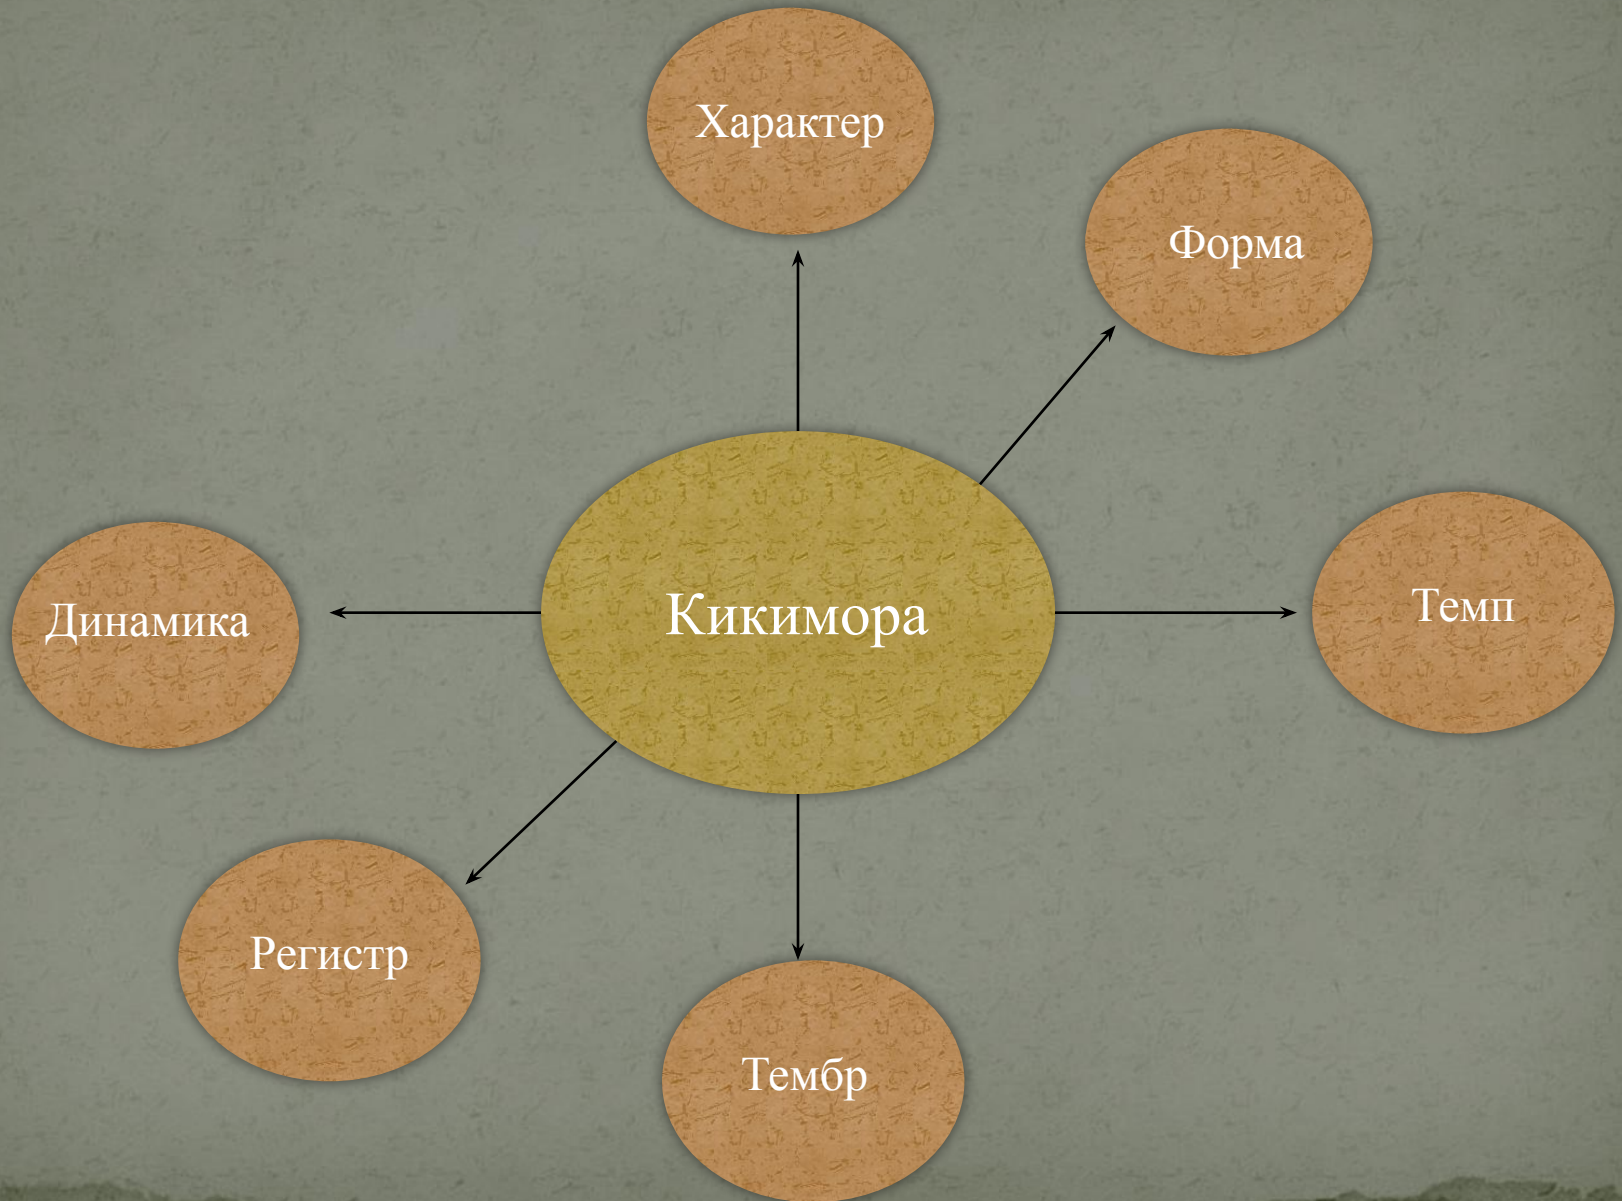 Характер
Форма
Динамика
Кикимора
Темп
Регистр
Тембр